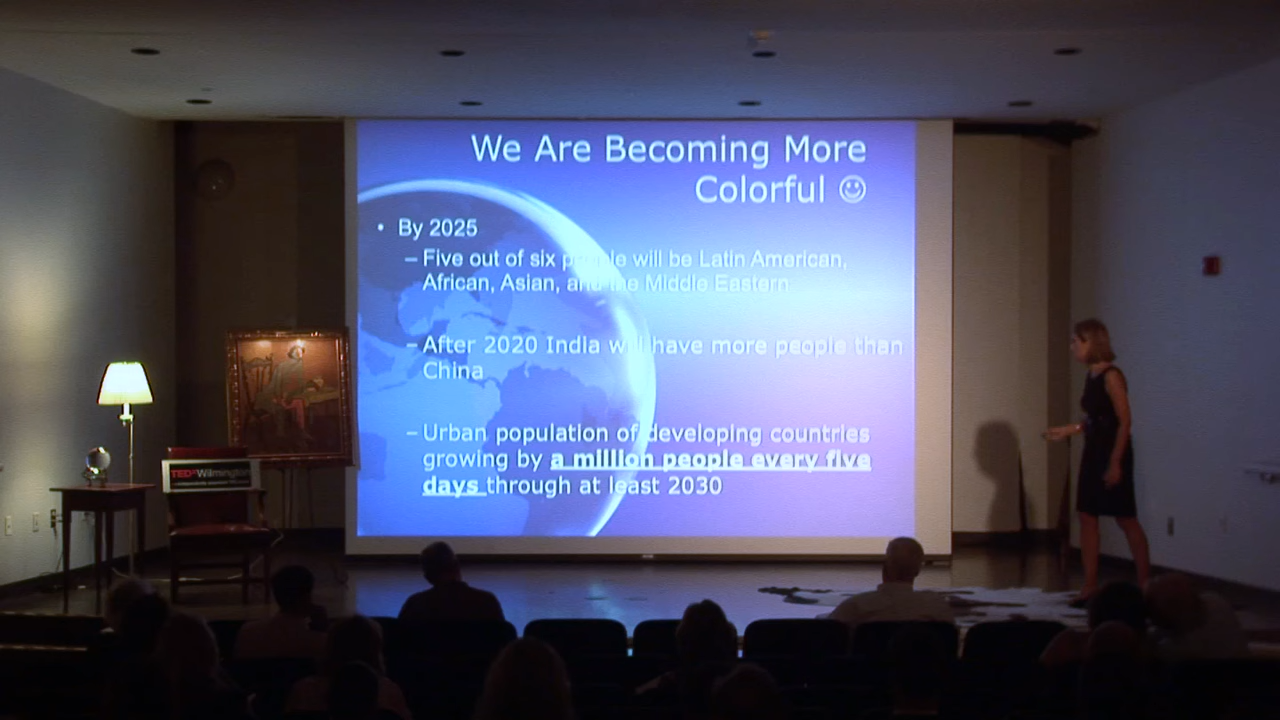 We Are Becoming More
Colorful ☺
• By 2025
– Five out of six people will be Latin American,
African, Asian, and the Middle Eastern
– After 2020 India will have more people than
China
– Urban population of developing countries
growing by a million people every five
days through at least 2030
TEDxWilmington